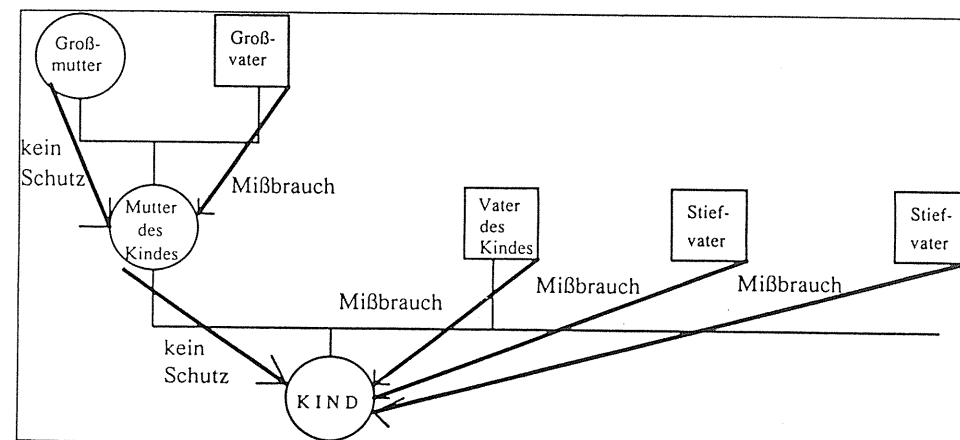 Groß-
mutter
Groß-
vater
kein
Schutz
Mißbrauch
Mutter
des
Kindes
Vater
des
Kindes
Stief-
vater
Stief-
vater
Mißbrauch
Mißbrauch
Mißbrauch
kein
Schutz
KIND